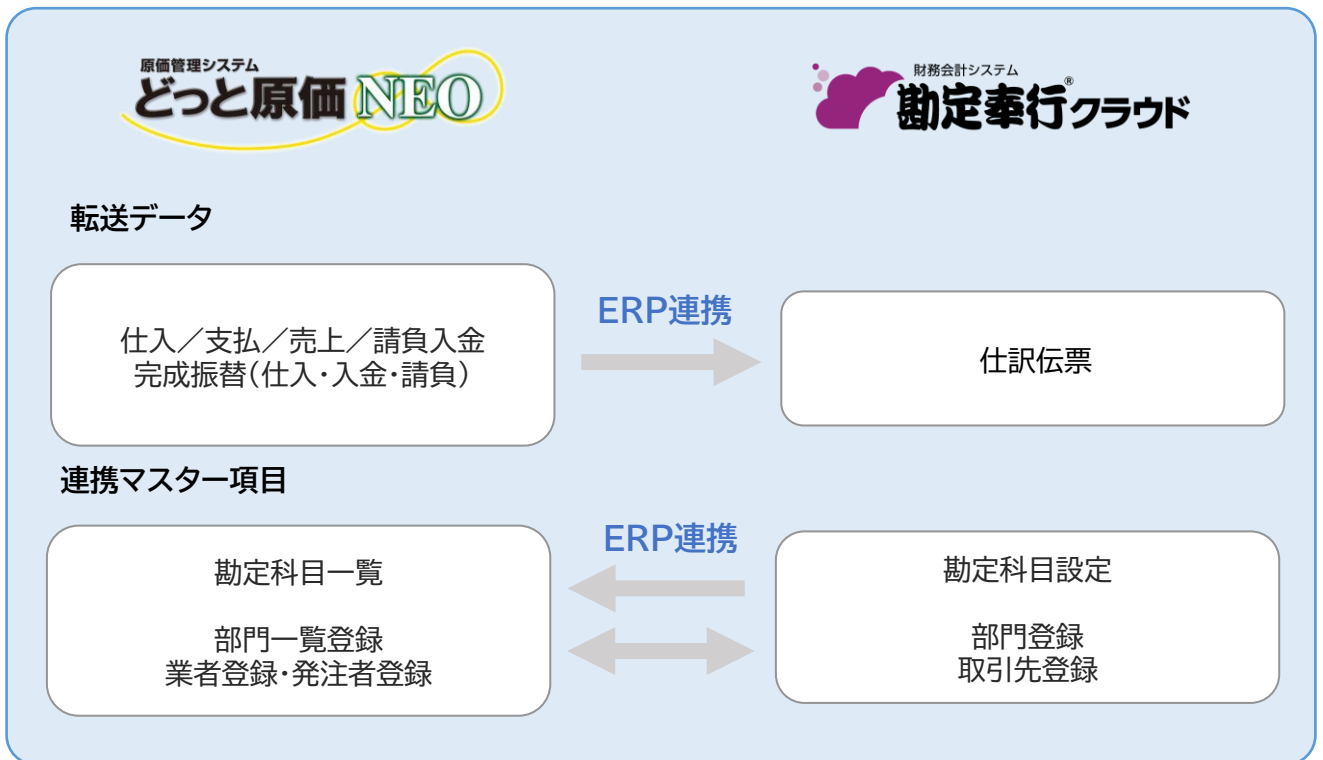 原価管理システム
どっと原価NEO
財務会計システム
勘定奉行クラウド®
転送データ
仕入／支払／売上／請負入金
完成振替(仕入・入金・請負)
ERP連携
仕訳伝票
連携マスター項目
勘定科目一覧
部門一覧登録
業者登録・発注者登録
ERP連携
勘定科目設定
部門登録
取引先登録